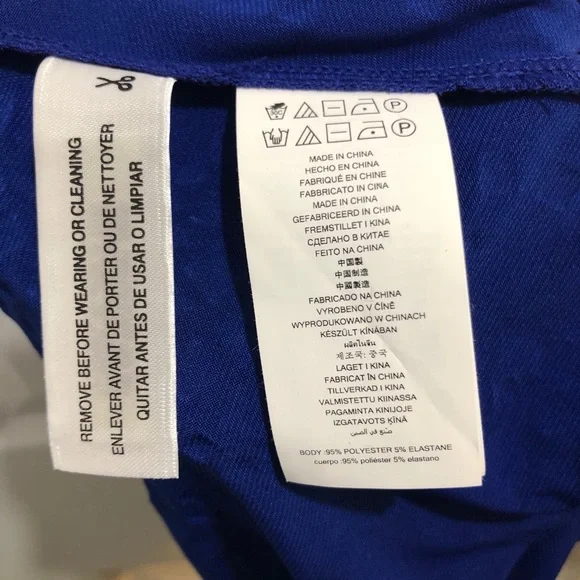 REMOVE BEFORE WEARING OR CLEANING
ENLEVER AVANT DE PORTER OU DE NETTOYER
QUITAR ANTES DE USAR O LIMPIAR
30C
P
P
MADE IN CHINA
HECHO EN CHINA
FABRIQUÉ EN CHINE
FABBRICATO IN CINA
MADE IN CHINA
GEFABRICEERD IN CHINA
FREMSTILLET I KINA
СДЕЛАНО В КИТАЕ
FEITO NA CHINA
中国製
中国制造
中國製造
FABRICADO NA CHINA
VYROBENO V ČÍNĚ
WYPRODUKOWANO W CHINACH
KÉSZÜLT KÍNÁBAN
ผลิตในจีน
제조국: 중국
LAGET I KINA
FABRICAT ÎN CHINA
TILLVERKAD I KINA
VALMISTETTU KIINASSA
PAGAMINTA KINIJOJE
IZGATAVOTS ĶĪNĀ
صنع في الصين
BODY :95% POLYESTER 5% ELASTANE
cuerpo :95% poliéster 5% elastano